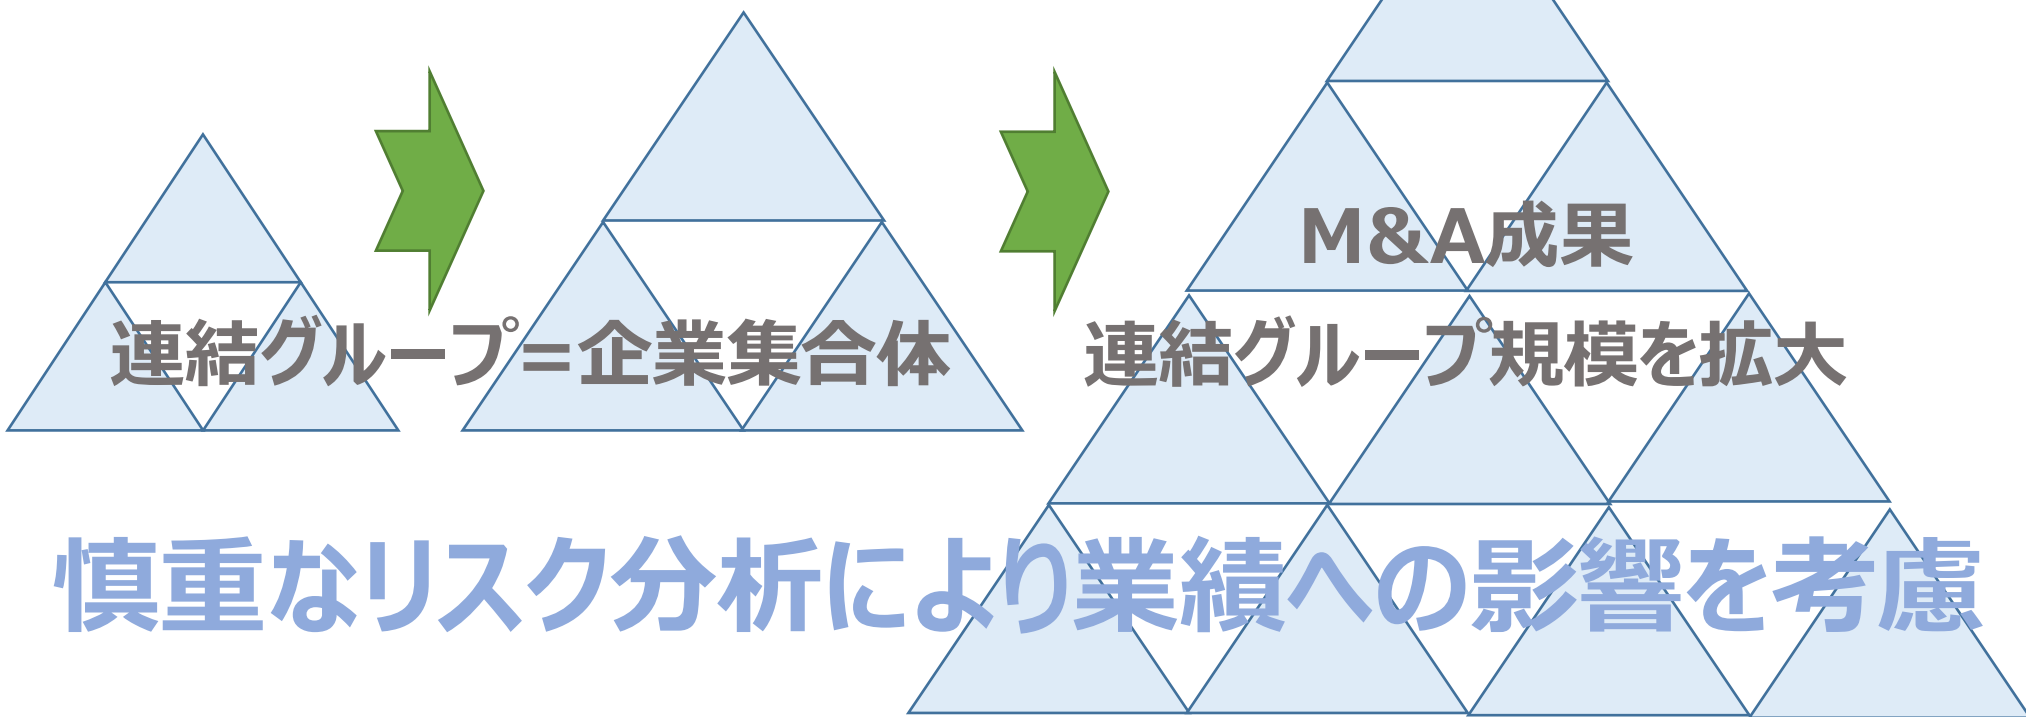 M&A成果
連結グループ=企業集合体
連結グループ規模を拡大
慎重なリスク分析により業績への影響を考慮